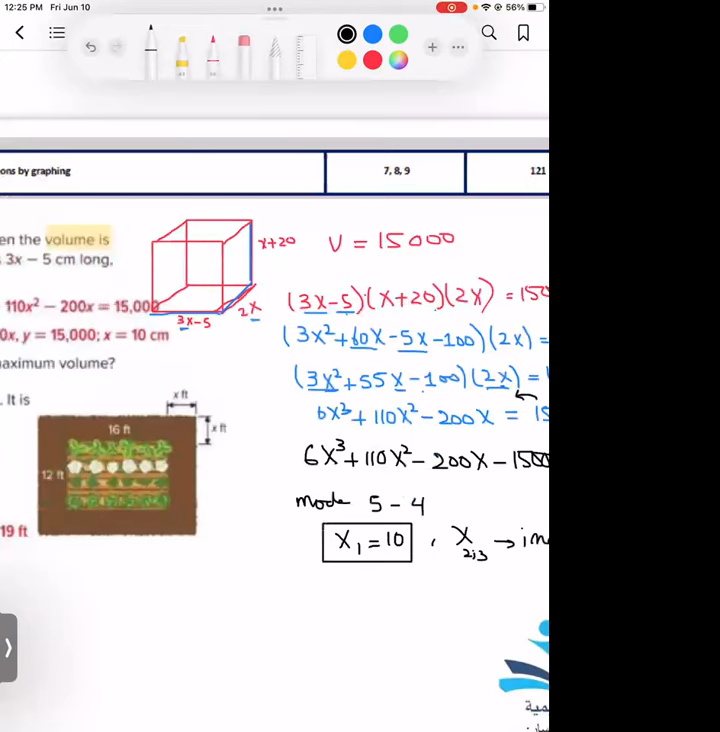 12:25 PM Fri Jun 10
56%
ons by graphing
7, 8, 9
121
en the volume is
3x − 5 cm long,
x+20
V = 15000
110x² − 200x = 15,000
3x-5
2x
(3x-5)(x+20)(2x) = 150
0x, y = 15,000; x = 10 cm
(3x²+60x-5x-100)(2x) =
aximum volume?
(3x²+55x-100)(2x) = 1
. It is
x ft
6x³+110x²-200x = 15
16 ft
x ft
6x³+110x²-200x-1500
12 ft
mode 5-4
19 ft
x₁=10 , x₂,₃ → im
مية